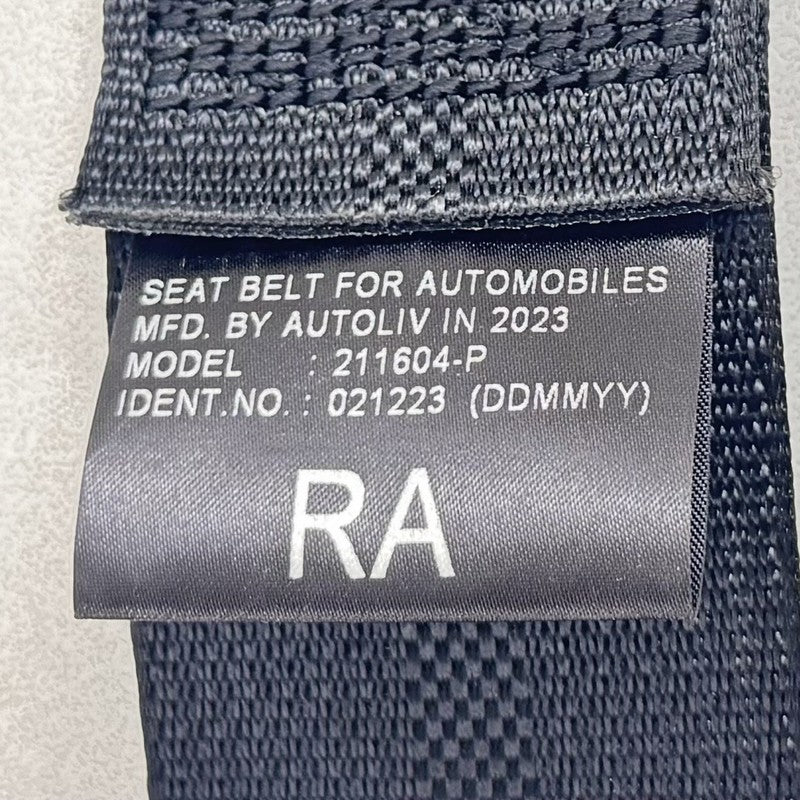 SEAT BELT FOR AUTOMOBILES
MFD. BY AUTOLIV IN 2023
MODEL : 211604-P
IDENT.NO. : 021223 (DDMMYY)
RA